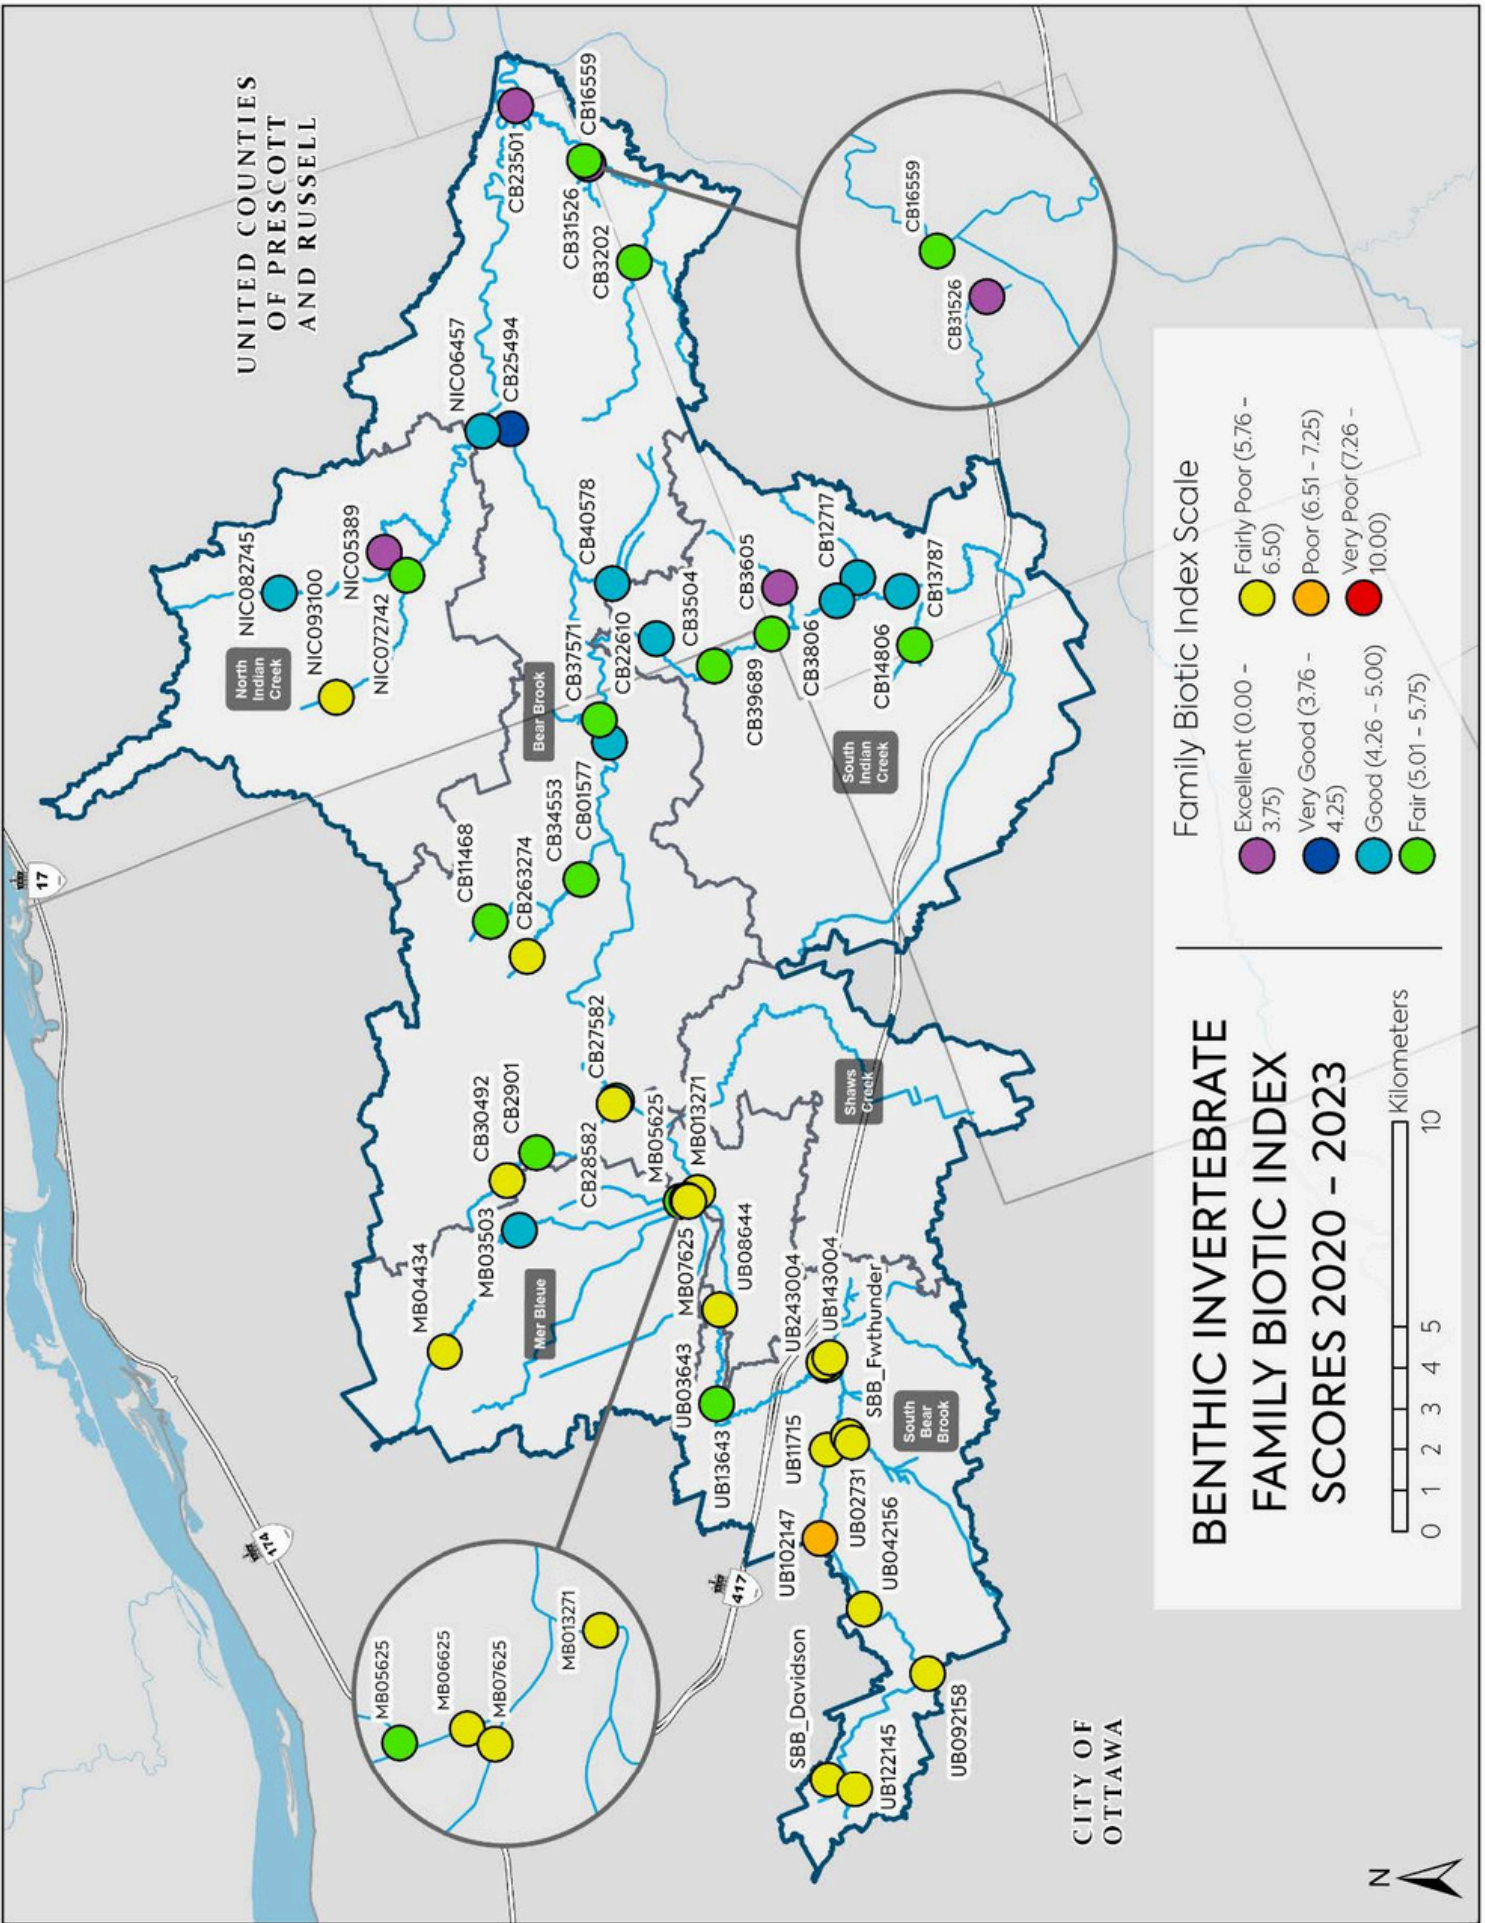 UNITED COUNTIES
OF PRESCOTT
AND RUSSELL
17
174
417
North
Indian
Creek
NIC082745
NIC093100
NIC05389
NIC072742
NIC06457
CB25494
CB23501
CB16559
CB31526
CB3202
Bear Brook
CB40578
CB37571
CB22610
CB3504
CB3605
CB12717
CB13787
CB39689
CB3806
CB14806
South
Indian
Creek
CB11468
CB263274
CB34553
CB01577
CB30492
CB2901
CB27582
CB28582
MB04434
MB03503
Mer Bleue
MB05625
MB013271
MB07625
UB08644
Shaws
Creek
UB03643
UB13643
UB243004
UB143004
SBB_Fwthunder
South
Bear
Brook
UB11715
UB02731
UB102147
UB042156
SBB_Davidson
UB092158
UB122145
MB05625
MB06625
MB07625
MB013271
CB16559
CB31526
CITY OF
OTTAWA
N
BENTHIC INVERTEBRATE
FAMILY BIOTIC INDEX
SCORES 2020 – 2023
Kilometers
0 1 2 3 4 5 10
Family Biotic Index Scale
Excellent (0.00 –
3.75)
Very Good (3.76 –
4.25)
Good (4.26 – 5.00)
Fair (5.01 – 5.75)
Fairly Poor (5.76 –
6.50)
Poor (6.51 – 7.25)
Very Poor (7.26 –
10.00)